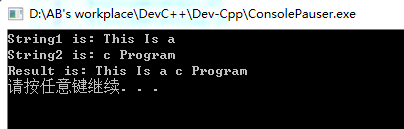 D:\AB's workplace\DevC++\Dev-Cpp\ConsolePauser.exe
String1 is: This Is a
String2 is: c Program
Result is: This Is a c Program
请按任意键继续. . .